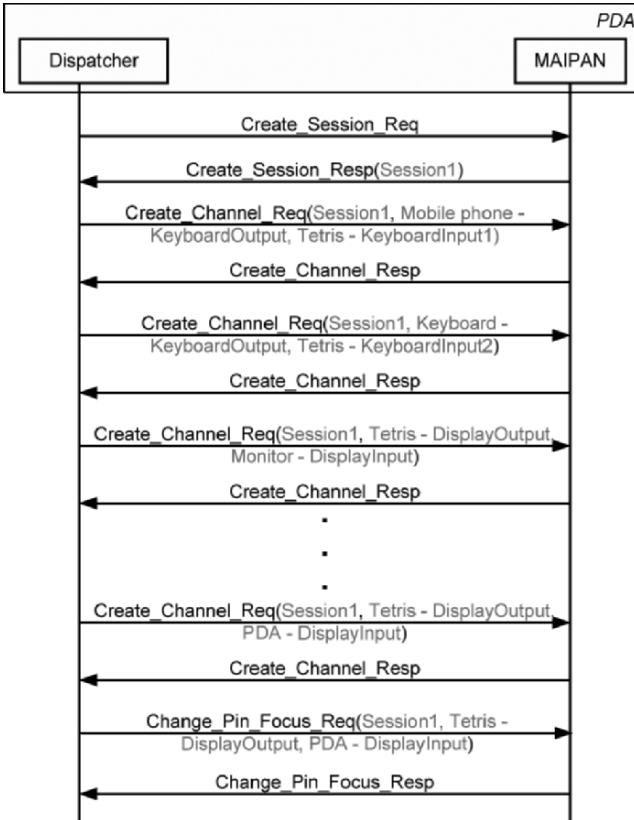 PDA
Dispatcher
MAIPAN
Create_Session_Req
Create_Session_Resp(Session1)
Create_Channel_Req(Session1, Mobile phone -
KeyboardOutput, Tetris - KeyboardInput1)
Create_Channel_Resp
Create_Channel_Req(Session1, Keyboard -
KeyboardOutput, Tetris - KeyboardInput2)
Create_Channel_Resp
Create_Channel_Req(Session1, Tetris - DisplayOutput,
Monitor - DisplayInput)
Create_Channel_Resp
Create_Channel_Req(Session1, Tetris - DisplayOutput,
PDA - DisplayInput)
Create_Channel_Resp
Change_Pin_Focus_Req(Session1, Tetris -
DisplayOutput, PDA - DisplayInput)
Change_Pin_Focus_Resp